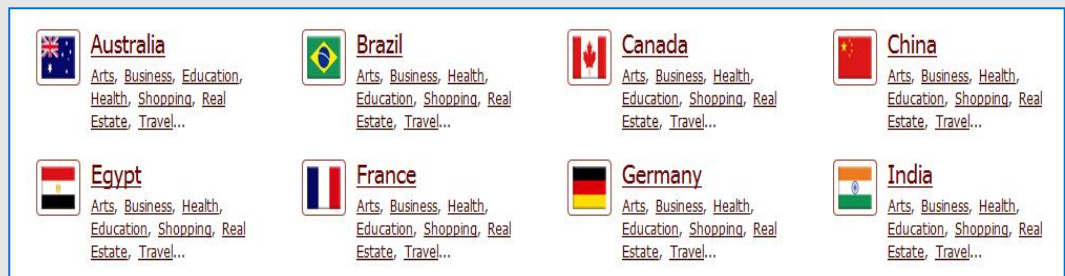 Australia
Arts, Business, Education,
Health, Shopping, Real
Estate, Travel...
Brazil
Arts, Business, Health,
Education, Shopping, Real
Estate, Travel...
Canada
Arts, Business, Health,
Education, Shopping, Real
Estate, Travel...
China
Arts, Business, Health,
Education, Shopping, Real
Estate, Travel...
Egypt
Arts, Business, Health,
Education, Shopping, Real
Estate, Travel...
France
Arts, Business, Health,
Education, Shopping, Real
Estate, Travel...
Germany
Arts, Business, Health,
Education, Shopping, Real
Estate, Travel...
India
Arts, Business, Health,
Education, Shopping, Real
Estate, Travel...